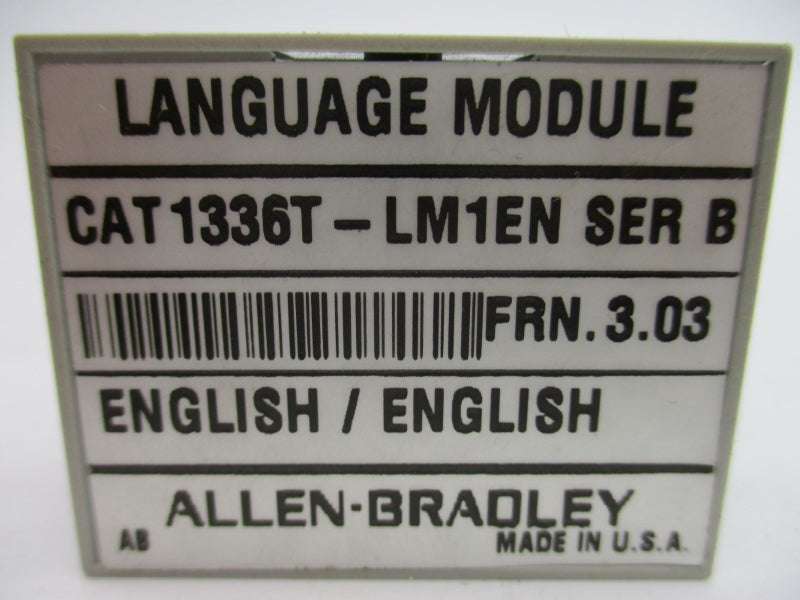 LANGUAGE MODULE
CAT 1336T - LM1EN SER B
FRN. 3.03
ENGLISH / ENGLISH
ALLEN-BRADLEY
AB MADE IN U.S.A.